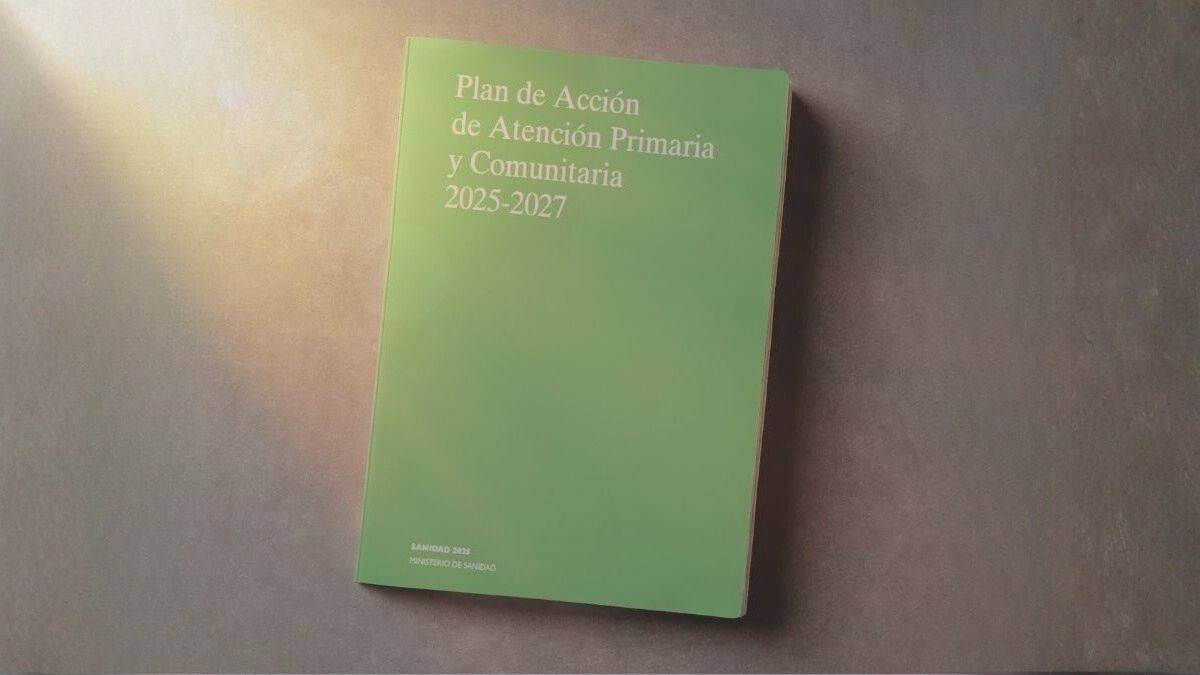 Plan de Acción
de Atención Primaria
y Comunitaria
2025-2027
SANIDAD 2025
MINISTERIO DE SANIDAD